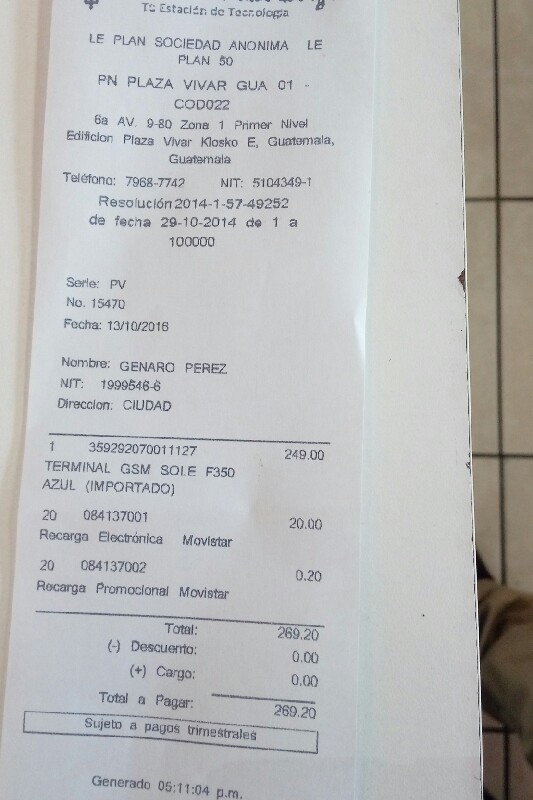 Tu Estación de Tecnología
LE PLAN SOCIEDAD ANONIMA LE
PLAN 50
PN PLAZA VIVAR GUA 01 -
COD022
6a AV. 9-80 Zona 1 Primer Nivel
Edificion Plaza Vivar Kiosko E, Guatemala,
Guatemala
Teléfono: 7968-7742 NIT: 5104349-1
Resolución 2014-1-57-49252
de fecha 29-10-2014 de 1 a
100000
Serie: PV
No. 15470
Fecha: 13/10/2016
Nombre: GENARO PEREZ
NIT: 1999546-6
Direccion: CIUDAD
1 359292070011127 249.00
TERMINAL GSM SOLE F350
AZUL (IMPORTADO)
20 084137001 20.00
Recarga Electrónica Movistar
20 084137002 0.20
Recarga Promocional Movistar
Total: 269.20
(-) Descuento: 0.00
(+) Cargo: 0.00
Total a Pagar: 269.20
Sujeto a pagos trimestrales
Generado 05:11:04 p.m.